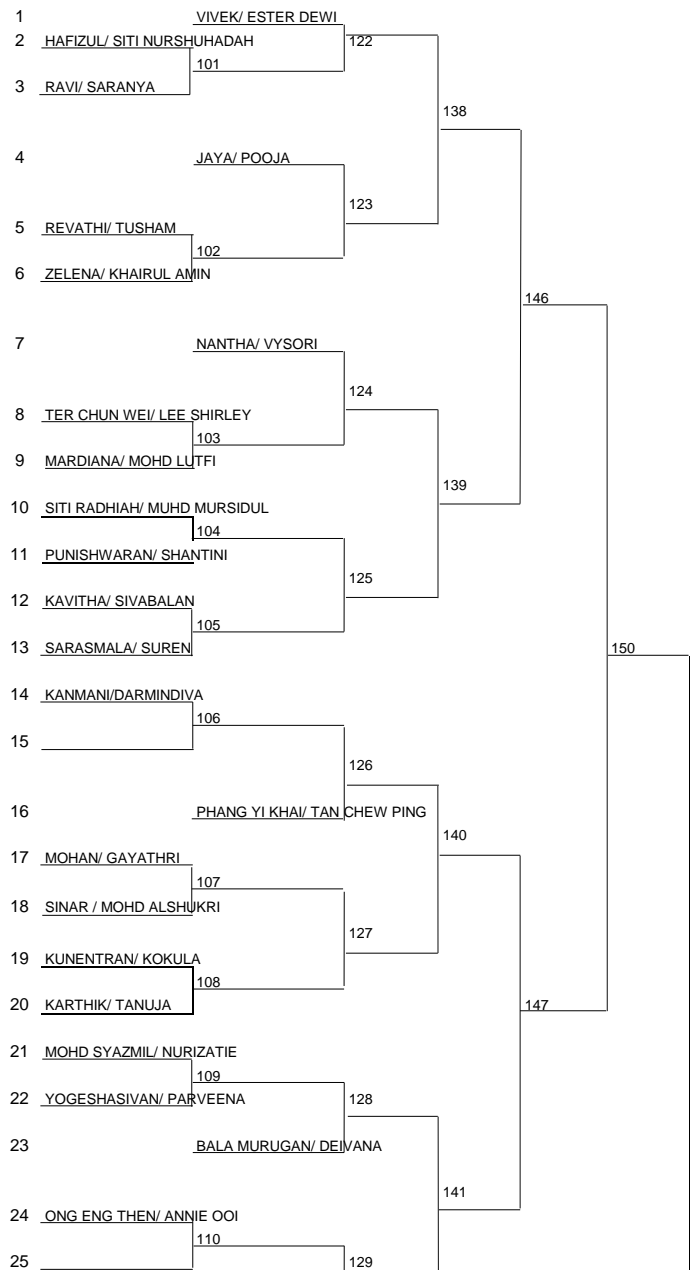 1 VIVEK/ ESTER DEWI
122
2 HAFIZUL/ SITI NURSHUHADAH
101
3 RAVI/ SARANYA
138
4 JAYA/ POOJA
123
5 REVATHI/ TUSHAM
102
6 ZELENA/ KHAIRUL AMIN
146
7 NANTHA/ VYSORI
124
8 TER CHUN WEI/ LEE SHIRLEY
103
9 MARDIANA/ MOHD LUTFI
139
10 SITI RADHIAH/ MUHD MURSIDUL
104
11 PUNISHWARAN/ SHANTINI
125
12 KAVITHA/ SIVABALAN
105
13 SARASMALA/ SUREN
150
14 KANMANI/DARMINDIVA
106
15
126
16 PHANG YI KHAI/ TAN CHEW PING
140
17 MOHAN/ GAYATHRI
107
18 SINAR / MOHD ALSHUKRI
127
19 KUNENTRAN/ KOKULA
108
20 KARTHIK/ TANUJA
147
21 MOHD SYAZMIL/ NURIZATIE
109
22 YOGESHASIVAN/ PARVEENA
128
23 BALA MURUGAN/ DEIVANA
141
24 ONG ENG THEN/ ANNIE OOI
110
25
129